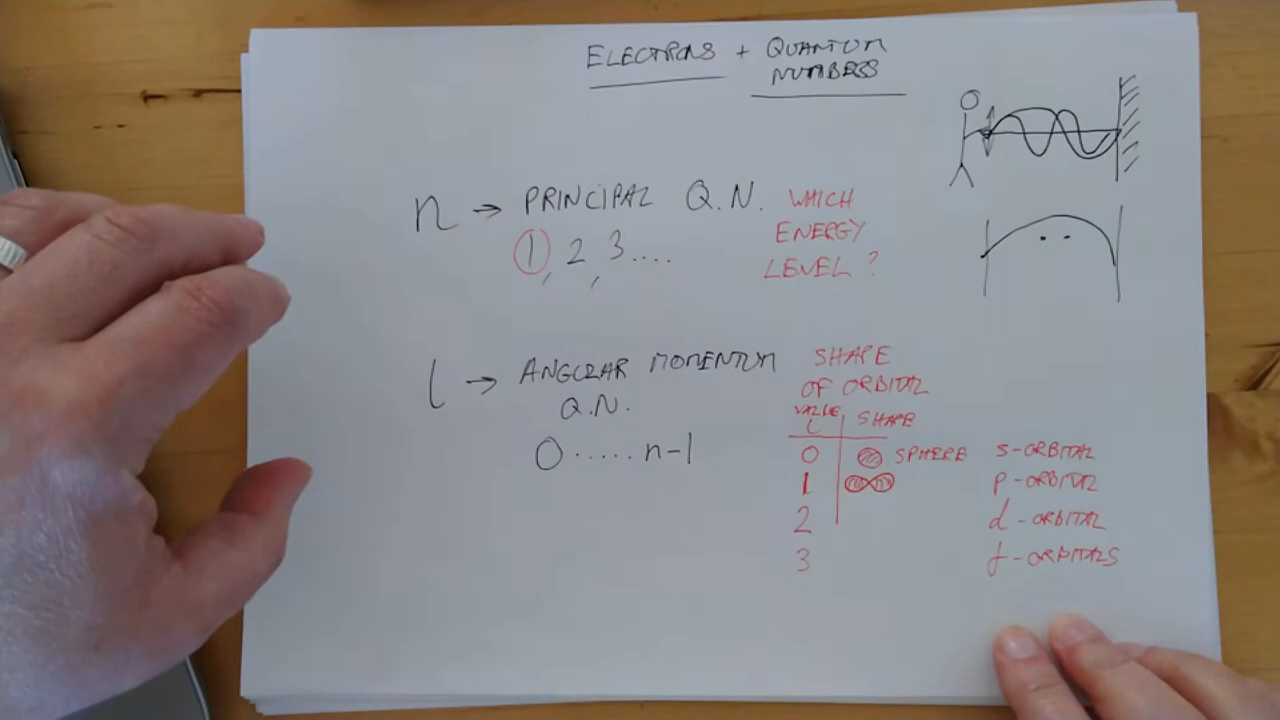 ELECTRONS + QUANTUM
NUMBERS
n → PRINCIPAL Q.N.
1, 2, 3....
WHICH
ENERGY
LEVEL ?
l → ANGULAR MOMENTUM
Q.N.
0 ..... n-1
SHAPE
OF ORBITAL
VALUE L SHAPE
0 SPHERE s-ORBITAL
1 p-ORBITAL
2 d-ORBITAL
3 f-ORBITALS